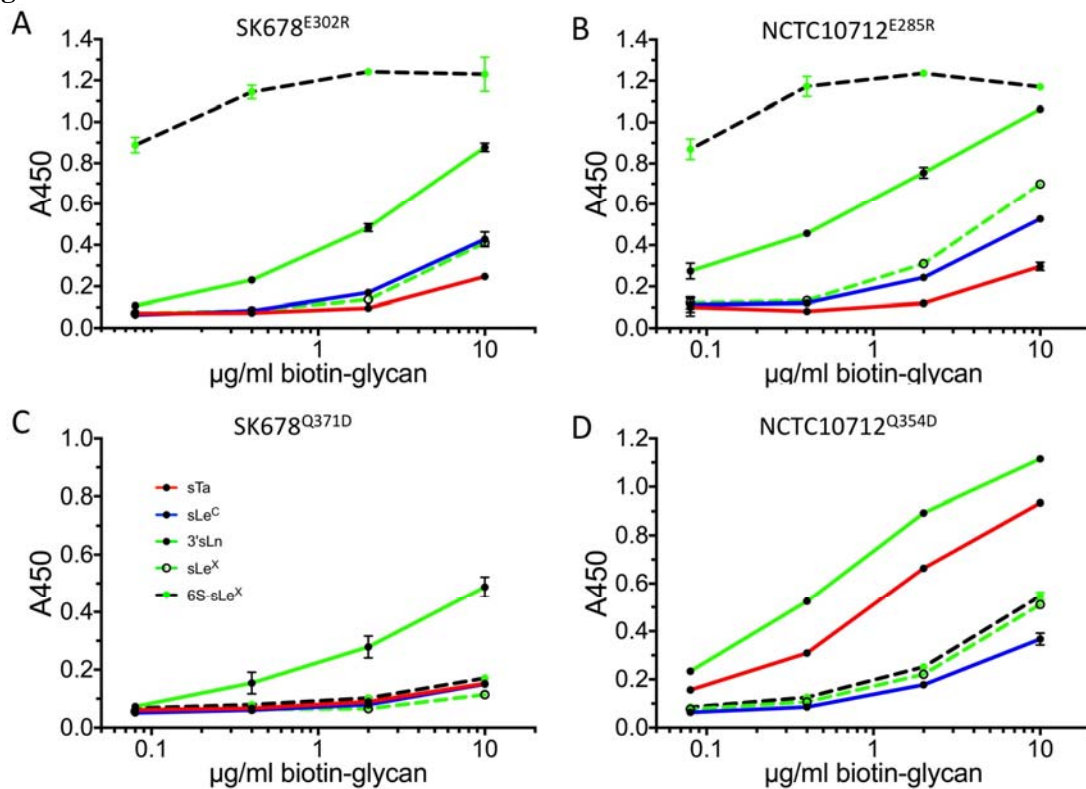 A
SK678E302R
1.4
1.2
1.0
0.8
0.6
0.4
0.2
0.0
A450
1
10
µg/ml biotin-glycan
B
NCTC10712E285R
1.4
1.2
1.0
0.8
0.6
0.4
0.2
0.0
A450
0.1
1
10
µg/ml biotin-glycan
C
SK678Q371D
1.0
0.8
0.6
0.4
0.2
0.0
A450
sTa
sLeC
3'sLn
sLeX
6S-sLeX
0.1
1
10
µg/ml biotin-glycan
D
NCTC10712Q354D
1.2
1.0
0.8
0.6
0.4
0.2
0.0
A450
0.1
1
10
µg/ml biotin-glycan